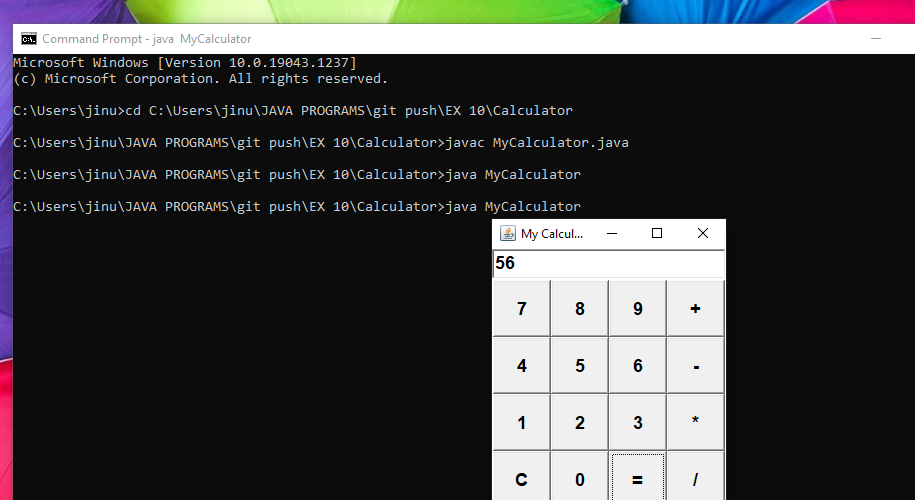 Command Prompt - java  MyCalculator
Microsoft Windows [Version 10.0.19043.1237]
(c) Microsoft Corporation. All rights reserved.
C:\Users\jinu>cd C:\Users\jinu\JAVA PROGRAMS\git push\EX 10\Calculator
C:\Users\jinu\JAVA PROGRAMS\git push\EX 10\Calculator>javac MyCalculator.java
C:\Users\jinu\JAVA PROGRAMS\git push\EX 10\Calculator>java MyCalculator
C:\Users\jinu\JAVA PROGRAMS\git push\EX 10\Calculator>java MyCalculator
My Calcul...
56
7 8 9 +
4 5 6 -
1 2 3 *
C 0 = /